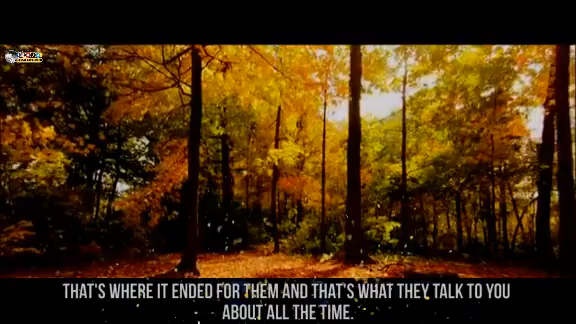 THAT'S WHERE IT ENDED FOR THEM AND THAT'S WHAT THEY TALK TO YOU
ABOUT ALL THE TIME.